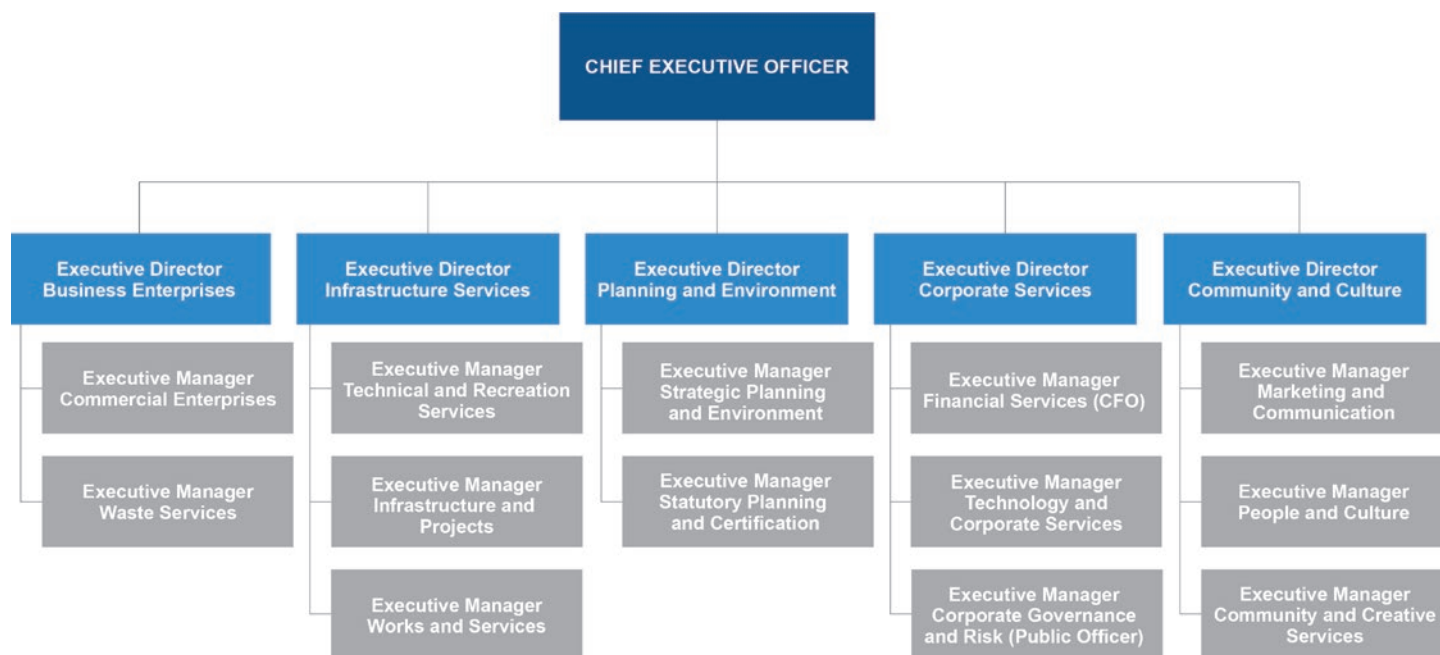 CHIEF EXECUTIVE OFFICER
Executive Director
Business Enterprises
Executive Director
Infrastructure Services
Executive Director
Planning and Environment
Executive Director
Corporate Services
Executive Director
Community and Culture
Executive Manager
Commercial Enterprises
Executive Manager
Technical and Recreation
Services
Executive Manager
Strategic Planning
and Environment
Executive Manager
Financial Services (CFO)
Executive Manager
Marketing and
Communication
Executive Manager
Waste Services
Executive Manager
Infrastructure and
Projects
Executive Manager
Statutory Planning
and Certification
Executive Manager
Technology and
Corporate Services
Executive Manager
People and Culture
Executive Manager
Works and Services
Executive Manager
Corporate Governance
and Risk (Public Officer)
Executive Manager
Community and Creative
Services